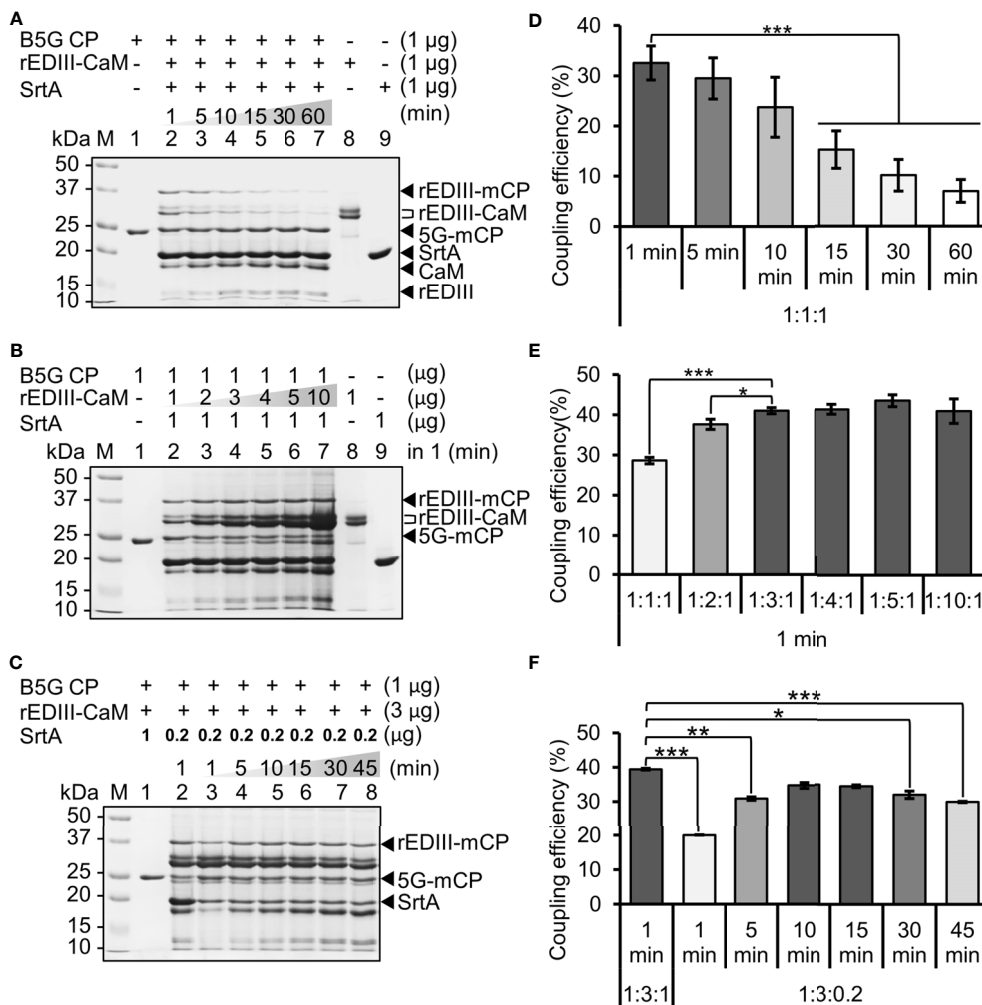 A
B5G CP + + + + + + + - - (1 µg)
rEDIII-CaM - + + + + + + + - (1 µg)
SrtA - + + + + + + - + (1 µg)
1 5 10 15 30 60 (min)
kDa M 1 2 3 4 5 6 7 8 9
50
37
25
20
15
10
rEDIII-mCP
rEDIII-CaM
5G-mCP
SrtA
CaM
rEDIII
B
B5G CP 1 1 1 1 1 1 1 - - (µg)
rEDIII-CaM - 1 2 3 4 5 10 1 - (µg)
SrtA - 1 1 1 1 1 1 - 1 (µg)
kDa M 1 2 3 4 5 6 7 8 9 in 1 (min)
50
37
25
20
15
10
rEDIII-mCP
rEDIII-CaM
5G-mCP
C
B5G CP + + + + + + + + (1 µg)
rEDIII-CaM + + + + + + + + (3 µg)
SrtA 1 0.2 0.2 0.2 0.2 0.2 0.2 0.2 (µg)
1 1 5 10 15 30 45 (min)
kDa M 1 2 3 4 5 6 7 8
50
37
25
20
15
10
rEDIII-mCP
5G-mCP
SrtA
D
Coupling efficiency (%)
40
30
20
10
0
***
1 min 5 min 10 min 15 min 30 min 60 min
1:1:1
E
Coupling efficiency(%)
50
40
30
20
10
0
***
*
1:1:1 1:2:1 1:3:1 1:4:1 1:5:1 1:10:1
1 min
F
Coupling efficiency (%)
50
40
30
20
10
0
***
*
**
***
1 min 1 min 5 min 10 min 15 min 30 min 45 min
1:3:1 1:3:0.2